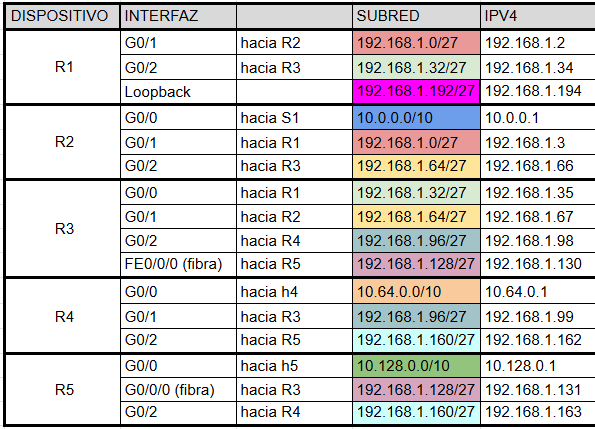 DISPOSITIVO INTERFAZ SUBRED IPV4
R1
G0/1 hacia R2 192.168.1.0/27 192.168.1.2
G0/2 hacia R3 192.168.1.32/27 192.168.1.34
Loopback 192.168.1.192/27 192.168.1.194
R2
G0/0 hacia S1 10.0.0.0/10 10.0.0.1
G0/1 hacia R1 192.168.1.0/27 192.168.1.3
G0/2 hacia R3 192.168.1.64/27 192.168.1.66
R3
G0/0 hacia R1 192.168.1.32/27 192.168.1.35
G0/1 hacia R2 192.168.1.64/27 192.168.1.67
G0/2 hacia R4 192.168.1.96/27 192.168.1.98
FE0/0/0 (fibra) hacia R5 192.168.1.128/27 192.168.1.130
R4
G0/0 hacia h4 10.64.0.0/10 10.64.0.1
G0/1 hacia R3 192.168.1.96/27 192.168.1.99
G0/2 hacia R5 192.168.1.160/27 192.168.1.162
R5
G0/0 hacia h5 10.128.0.0/10 10.128.0.1
G0/0/0 (fibra) hacia R3 192.168.1.128/27 192.168.1.131
G0/2 hacia R4 192.168.1.160/27 192.168.1.163